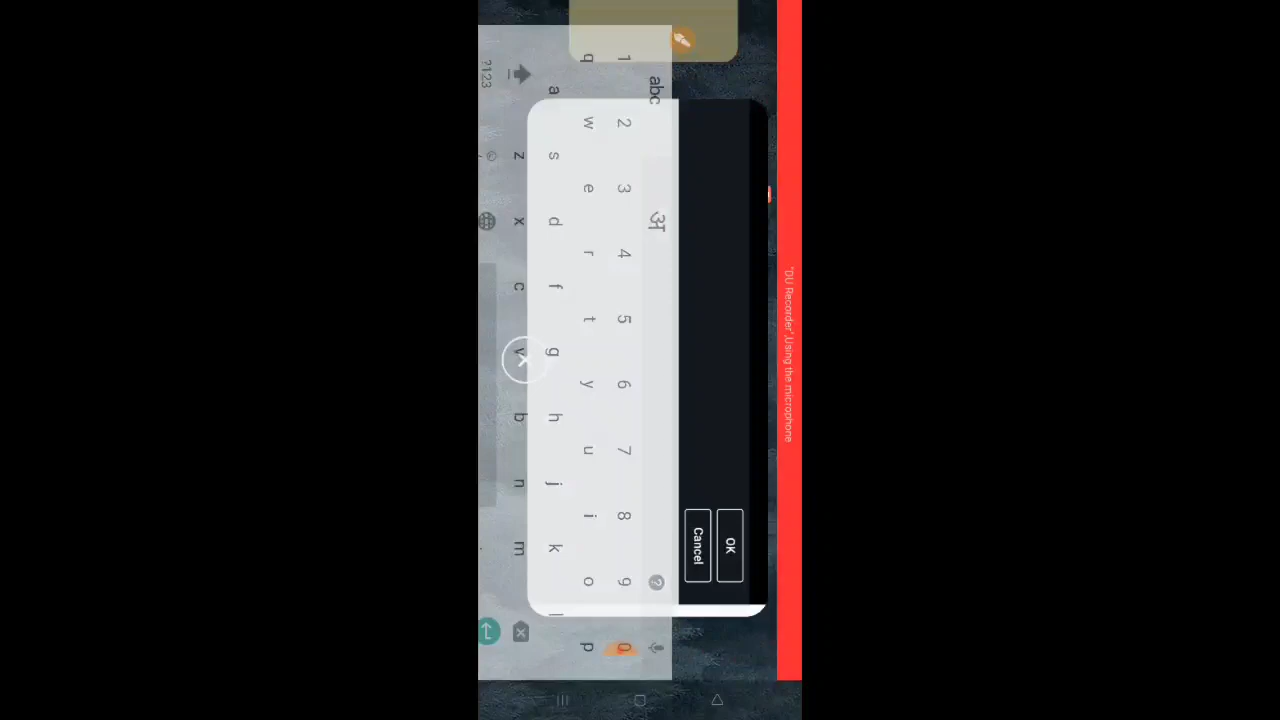 "DU Recorder",Using the microphone
OK
Cancel
abc अ ?
1 2 3 4 5 6 7 8 9 0
q w e r t y u i o p
a s d f g h j k l
z x c v b n m
?123 , .